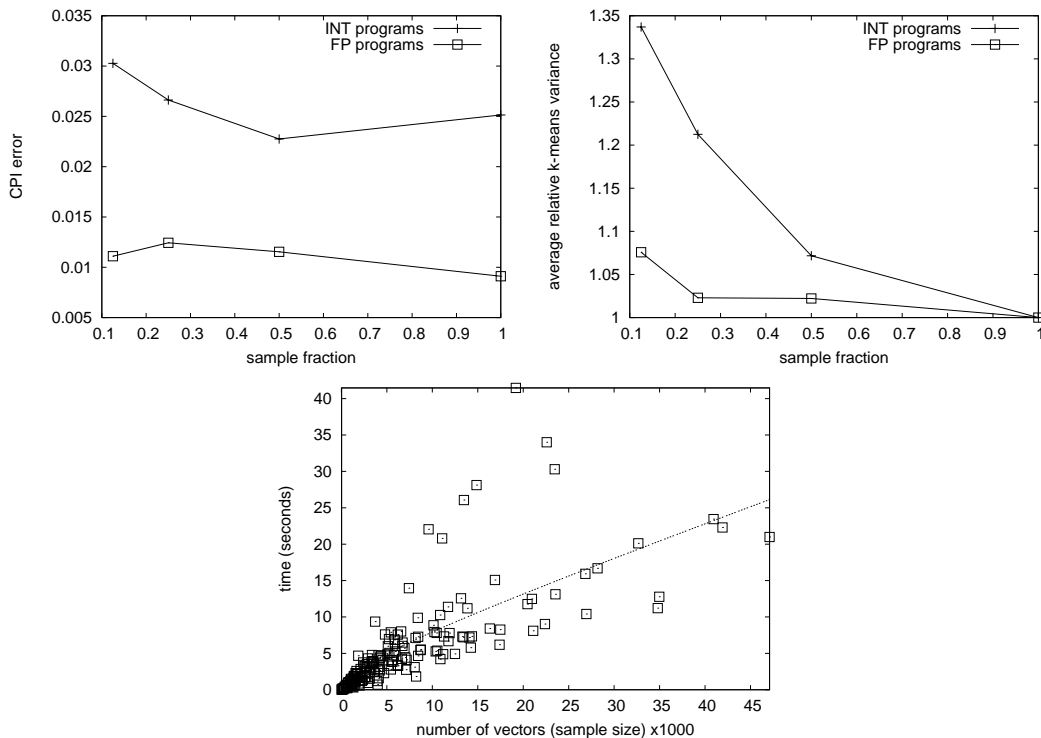 0.035
0.03
0.025
0.02
0.015
0.01
0.005
CPI error
INT programs
FP programs
0.1 0.2 0.3 0.4 0.5 0.6 0.7 0.8 0.9 1
sample fraction
1.35
1.3
1.25
1.2
1.15
1.1
1.05
1
average relative k-means variance
INT programs
FP programs
0.1 0.2 0.3 0.4 0.5 0.6 0.7 0.8 0.9 1
sample fraction
40
35
30
25
20
15
10
5
0
time (seconds)
0 5 10 15 20 25 30 35 40 45
number of vectors (sample size) x1000